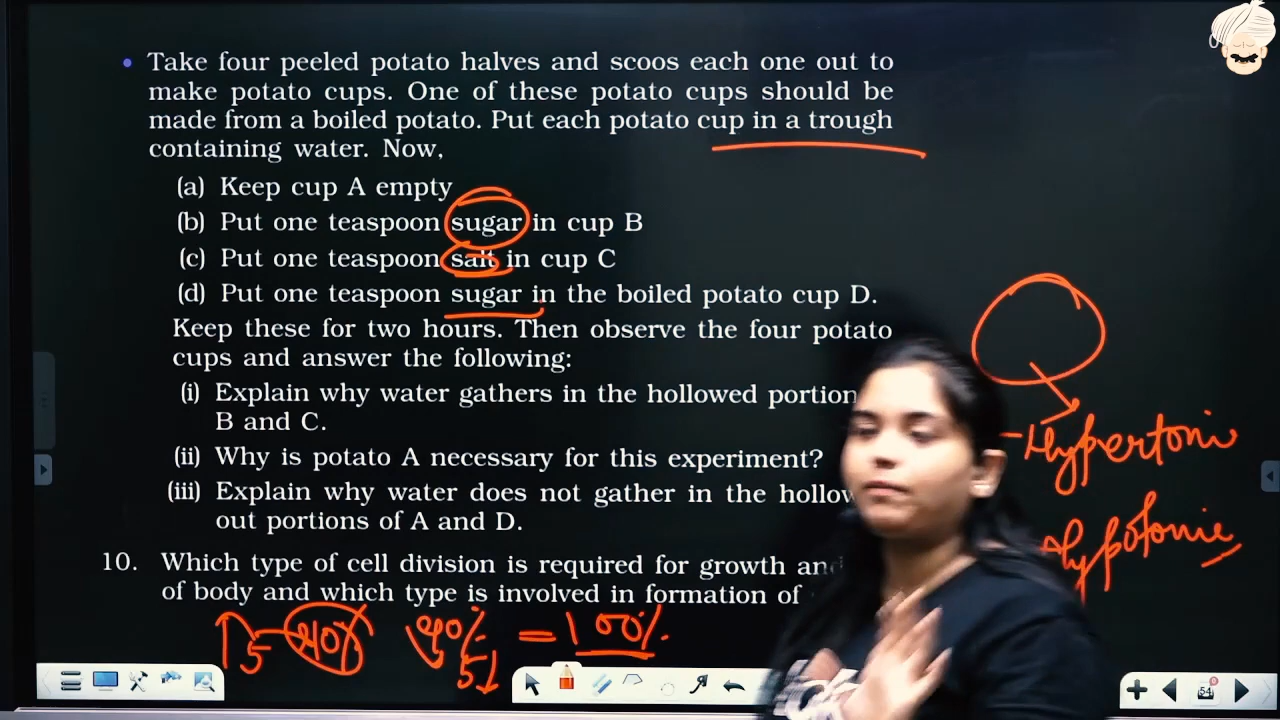 • Take four peeled potato halves and scoos each one out to
make potato cups. One of these potato cups should be
made from a boiled potato. Put each potato cup in a trough
containing water. Now,
(a) Keep cup A empty
(b) Put one teaspoon sugar in cup B
(c) Put one teaspoon salt in cup C
(d) Put one teaspoon sugar in the boiled potato cup D.
Keep these for two hours. Then observe the four potato
cups and answer the following:
(i) Explain why water gathers in the hollowed portion
B and C.
(ii) Why is potato A necessary for this experiment?
(iii) Explain why water does not gather in the hollow
out portions of A and D.
Hypertonic
Hypotonic
10. Which type of cell division is required for growth and
of body and which type is involved in formation of
= 100%
54